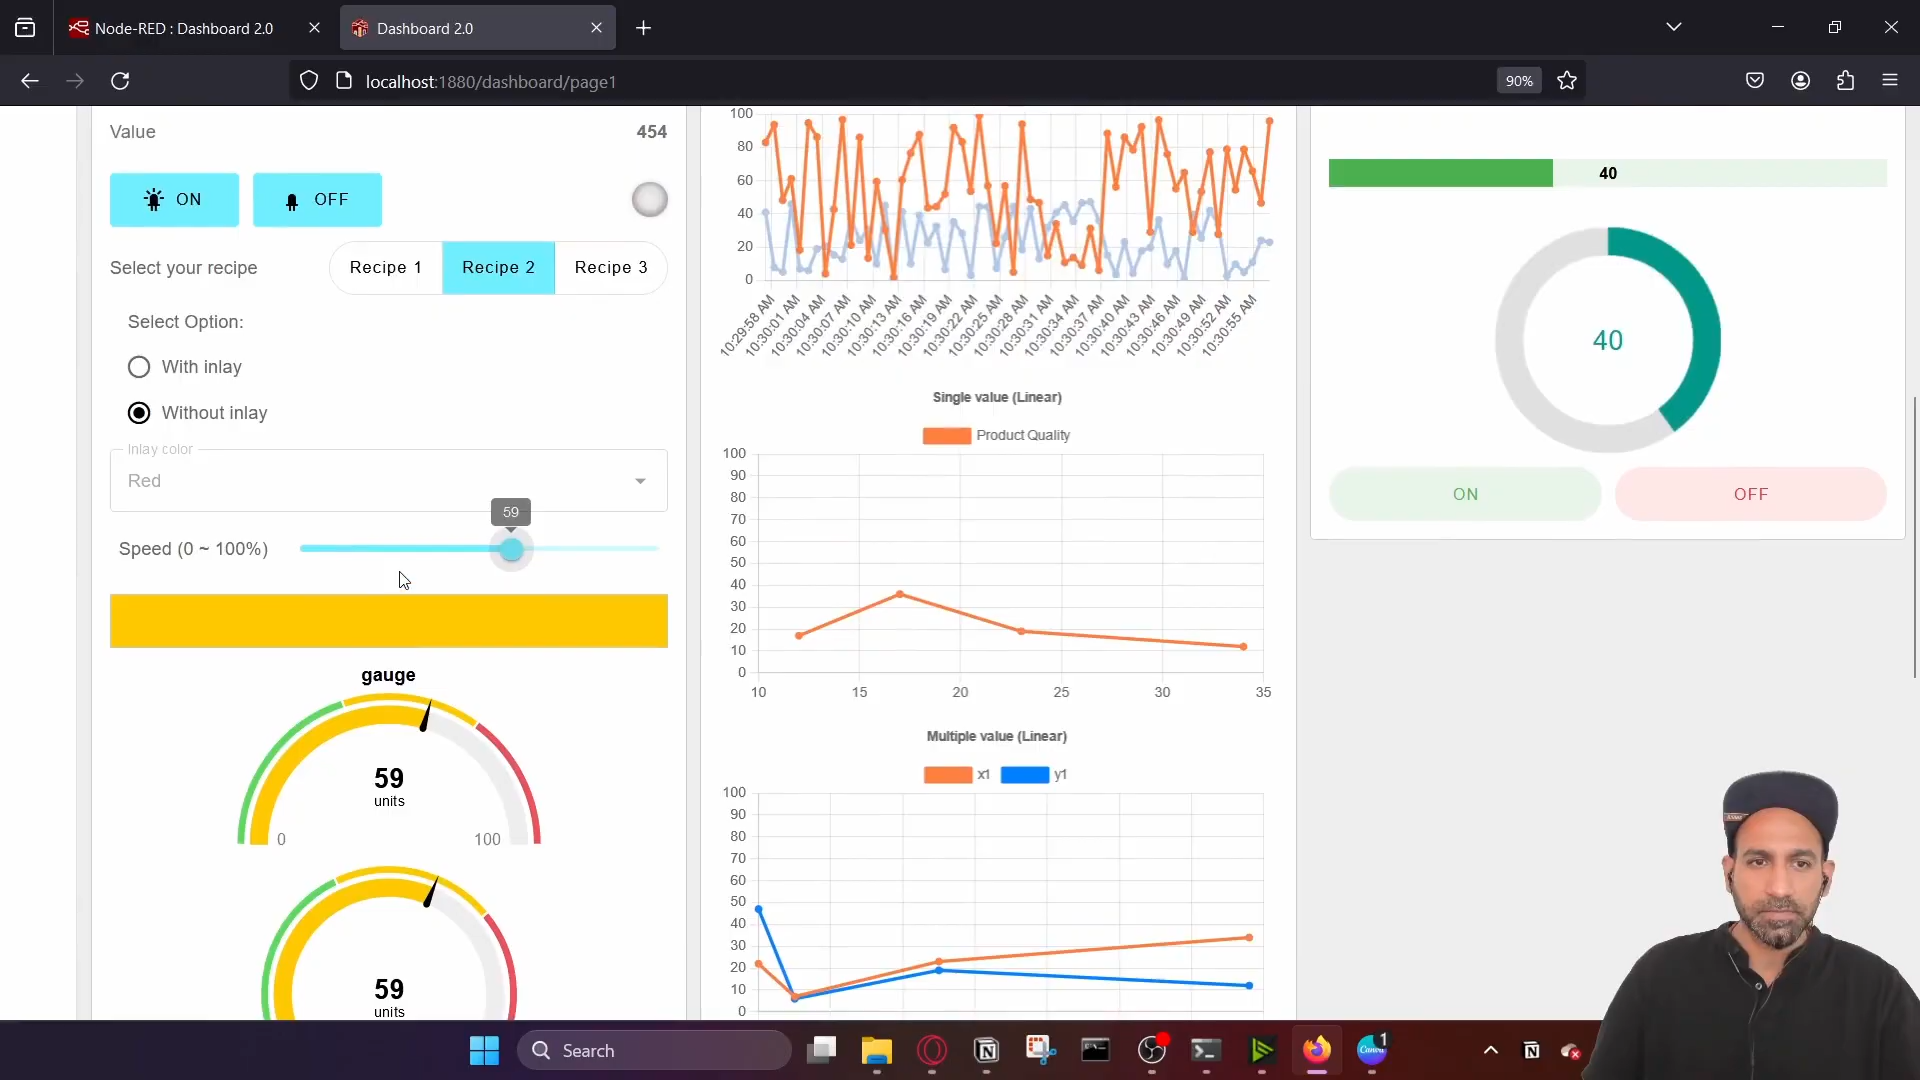 Node-RED : Dashboard 2.0
Dashboard 2.0
localhost:1880/dashboard/page1
90%
Value
454
ON
OFF
Select your recipe
Recipe 1
Recipe 2
Recipe 3
Select Option:
With inlay
Without inlay
Inlay color
Red
59
Speed (0 ~ 100%)
gauge
59
units
0
100
59
units
100
80
60
40
20
0
10:29:58 AM
10:30:01 AM
10:30:04 AM
10:30:07 AM
10:30:10 AM
10:30:13 AM
10:30:16 AM
10:30:19 AM
10:30:22 AM
10:30:25 AM
10:30:28 AM
10:30:31 AM
10:30:34 AM
10:30:37 AM
10:30:40 AM
10:30:43 AM
10:30:46 AM
10:30:49 AM
10:30:52 AM
10:30:55 AM
Single value (Linear)
Product Quality
100
90
80
70
60
50
40
30
20
10
0
10
15
20
25
30
35
Multiple value (Linear)
x1
y1
100
90
80
70
60
50
40
30
20
10
0
40
40
ON
OFF
Search
Canva
1